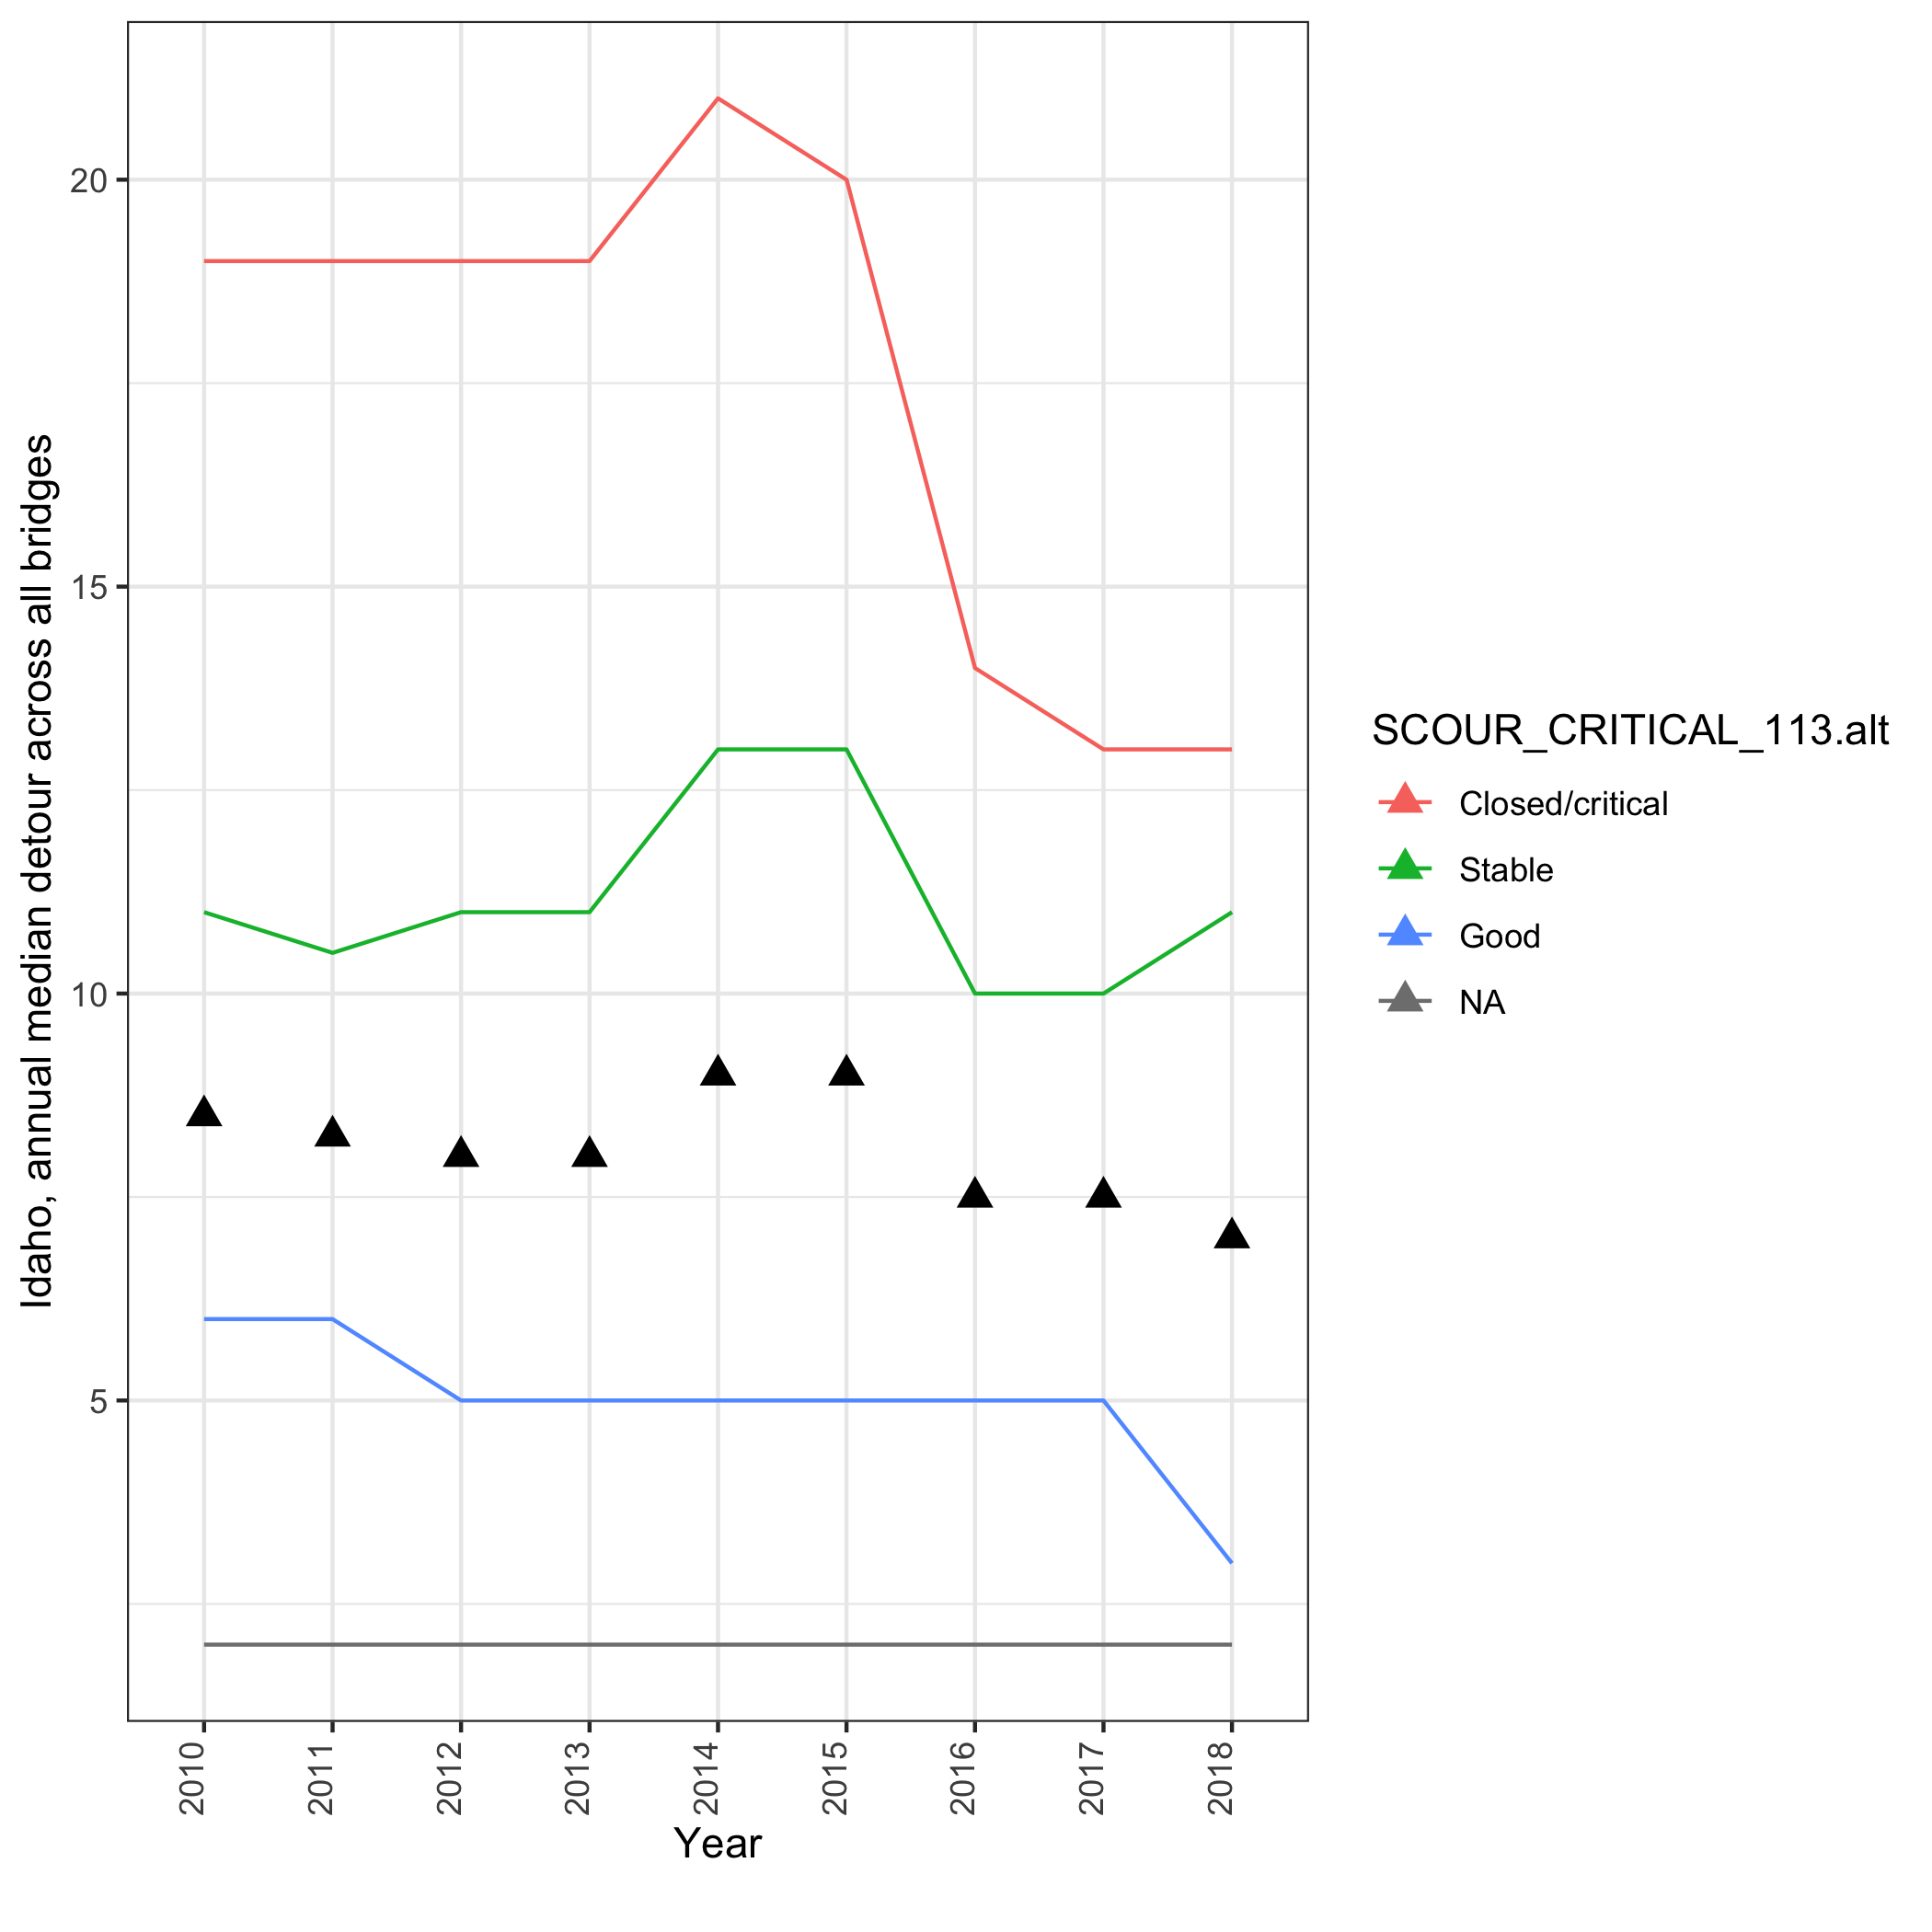 Idaho, annual median detour across all bridges
20
15
10
5
2010
2011
2012
2013
2014
2015
2016
2017
2018
Year
SCOUR_CRITICAL_113.alt
Closed/critical
Stable
Good
NA